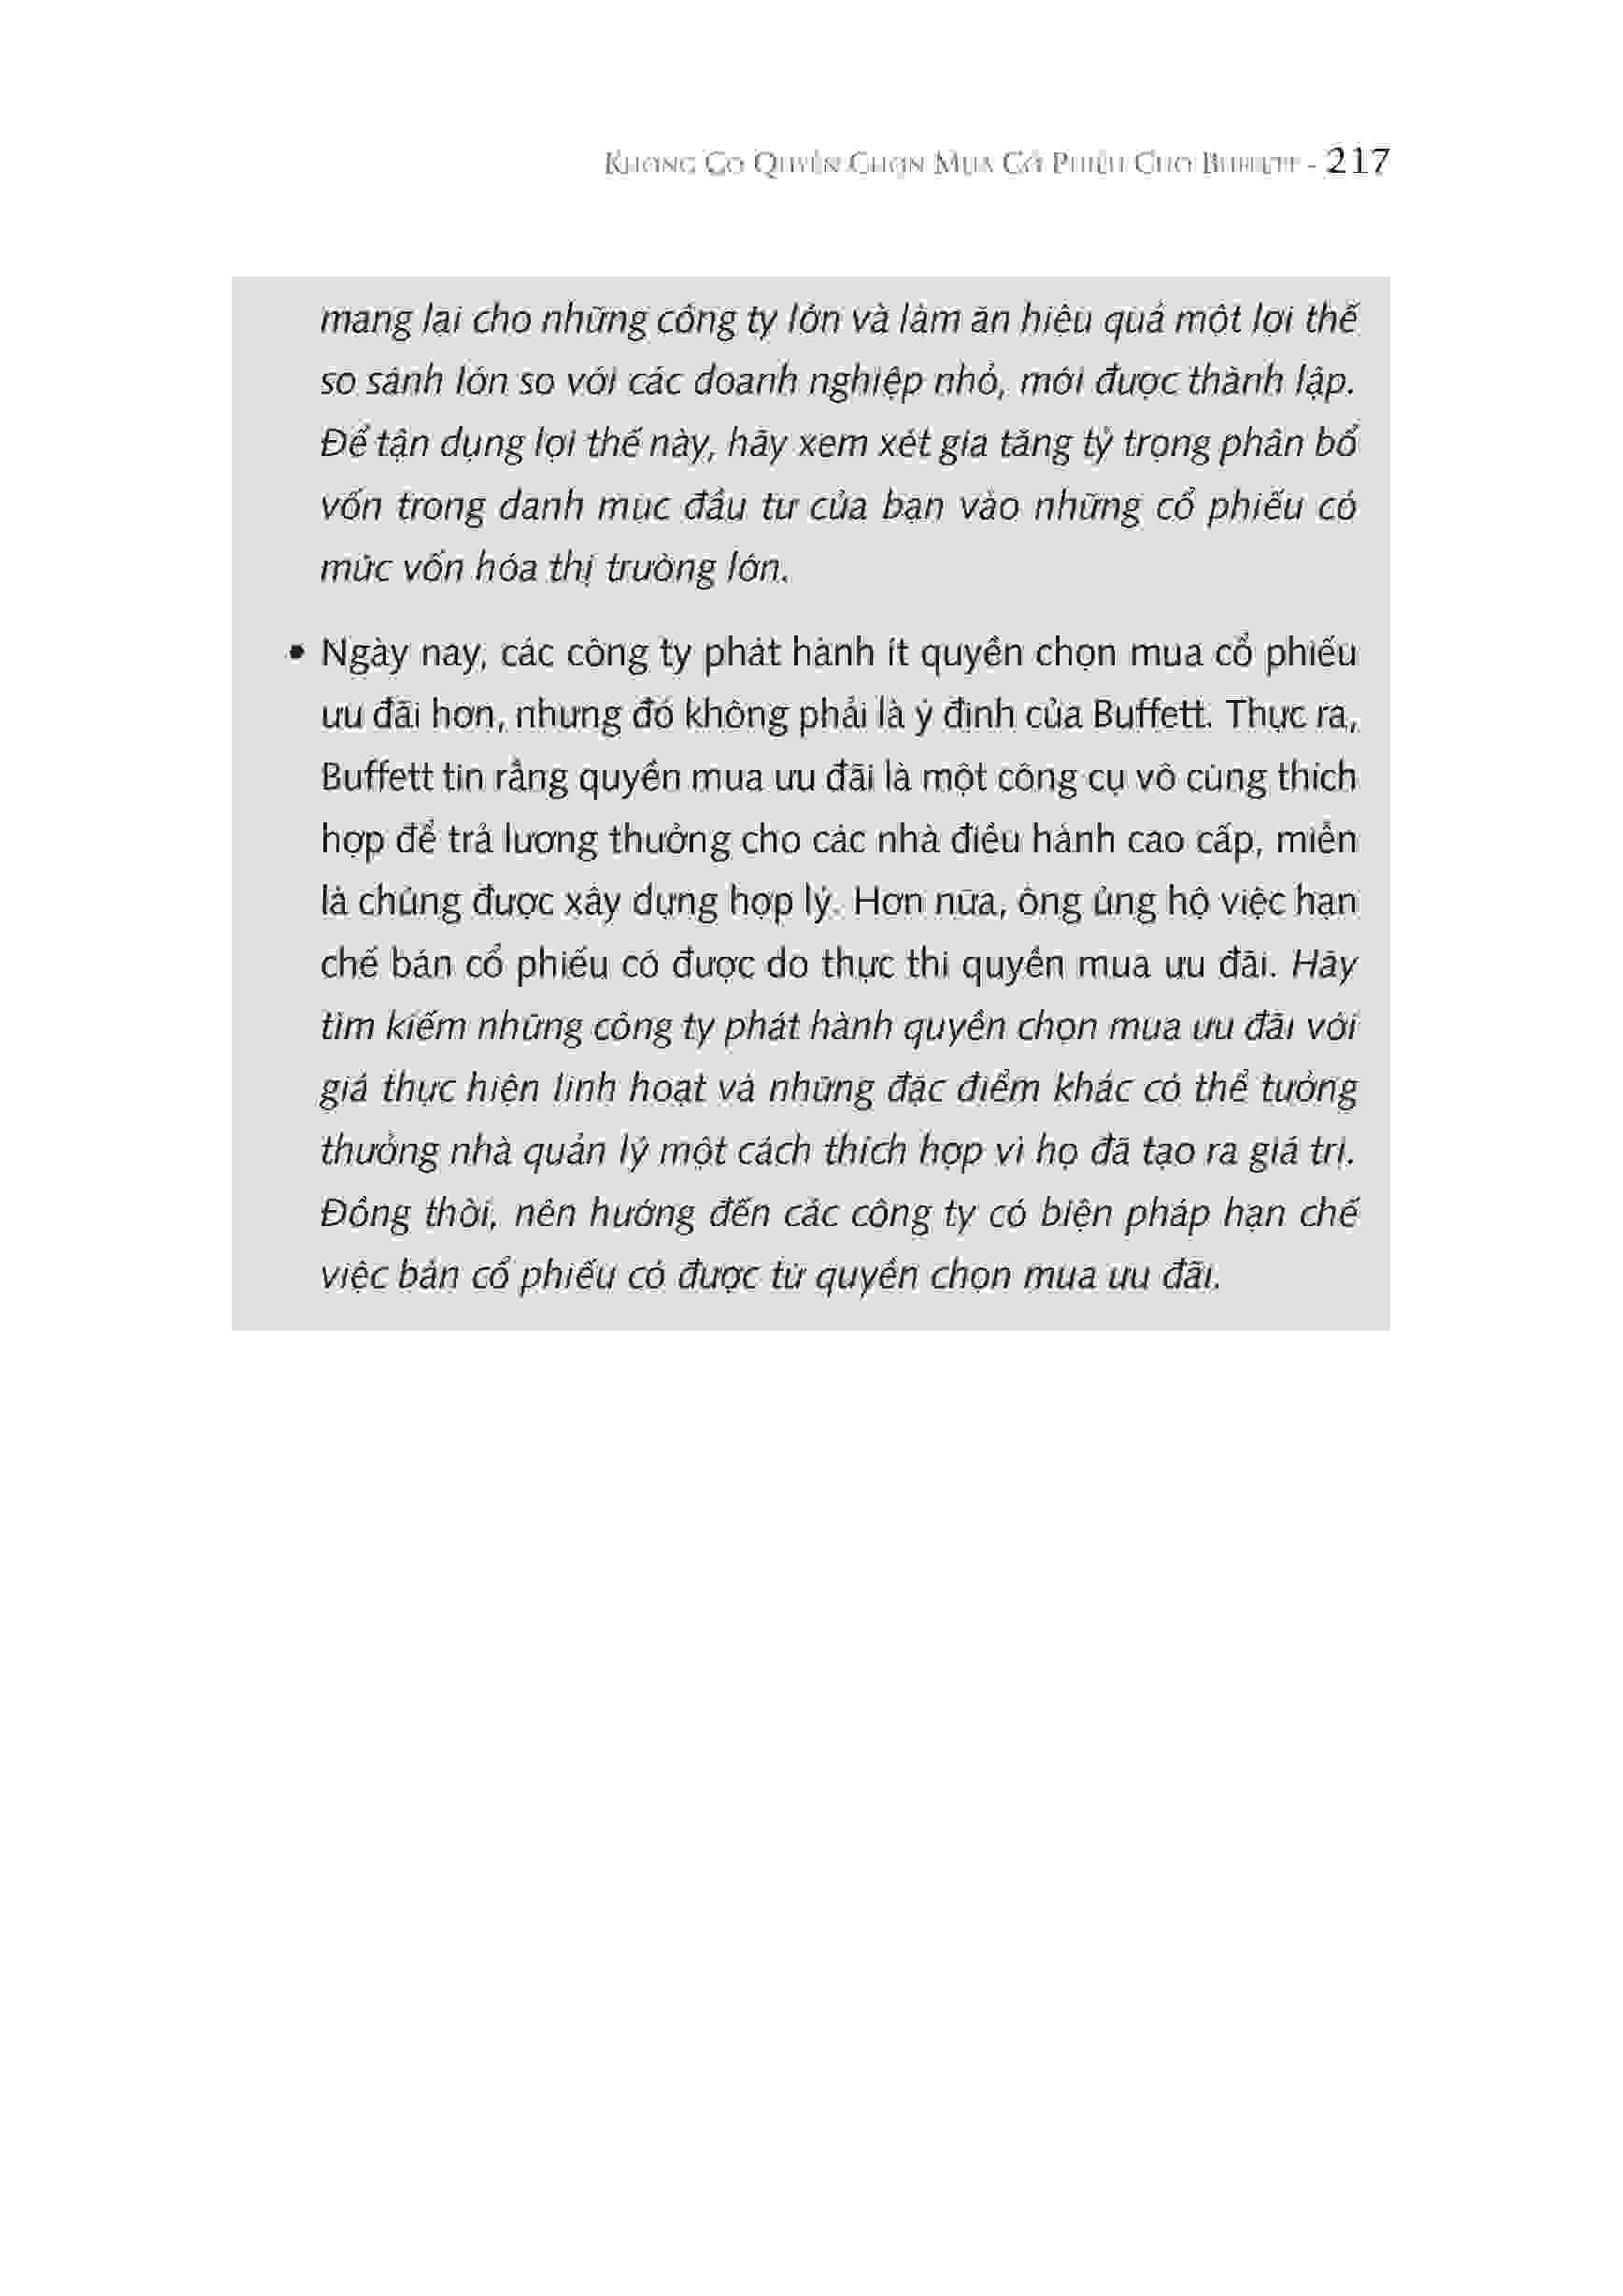 KHÔNG CÓ QUYỀN CHỌN MUA CỔ PHIẾU CHO BUFFETT - 217
mang lại cho những công ty lớn và làm ăn hiệu quả một lợi thế
so sánh lớn so với các doanh nghiệp nhỏ, mới được thành lập.
Để tận dụng lợi thế này, hãy xem xét gia tăng tỷ trọng phân bổ
vốn trong danh mục đầu tư của bạn vào những cổ phiếu có
mức vốn hóa thị trường lớn.
• Ngày nay, các công ty phát hành ít quyền chọn mua cổ phiếu
ưu đãi hơn, nhưng đó không phải là ý định của Buffett. Thực ra,
Buffett tin rằng quyền mua ưu đãi là một công cụ vô cùng thích
hợp để trả lương thưởng cho các nhà điều hành cao cấp, miễn
là chúng được xây dựng hợp lý. Hơn nữa, ông ủng hộ việc hạn
chế bán cổ phiếu có được do thực thi quyền mua ưu đãi. Hãy
tìm kiếm những công ty phát hành quyền chọn mua ưu đãi với
giá thực hiện linh hoạt và những đặc điểm khác có thể tưởng
thưởng nhà quản lý một cách thích hợp vì họ đã tạo ra giá trị.
Đồng thời, nên hướng đến các công ty có biện pháp hạn chế
việc bán cổ phiếu có được từ quyền chọn mua ưu đãi.